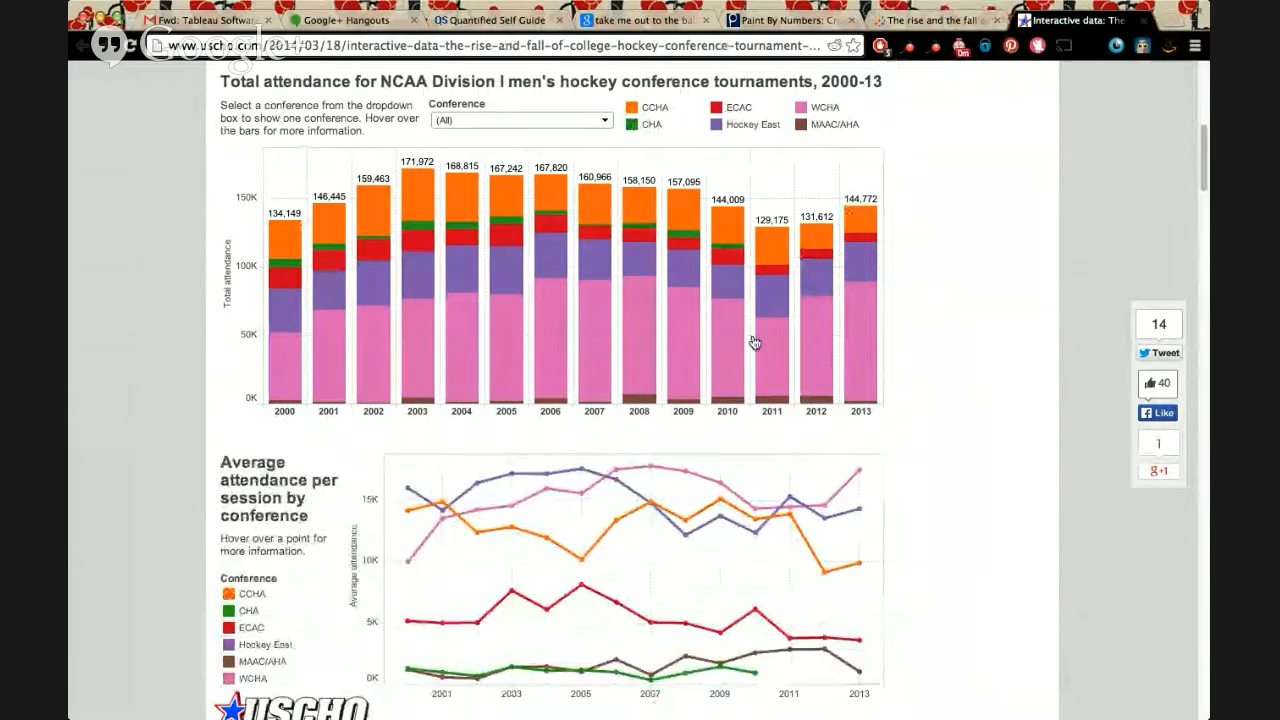 Fwd: Tableau Softwar
Google+ Hangouts
QS Quantified Self Guide
take me out to the ba
Paint By Numbers: Cr
The rise and the fall o
Interactive data: The
Google+
www.uscho.com/2014/03/18/interactive-data-the-rise-and-fall-of-college-hockey-conference-tournament-...
3
0m
Total attendance for NCAA Division I men's hockey conference tournaments, 2000-13
Select a conference from the dropdown
box to show one conference. Hover over
the bars for more information.
Conference
(All)
CCHA ECAC WCHA
CHA Hockey East MAAC/AHA
134,149 146,445 159,463 171,972 168,815 167,242 167,820 160,966 158,150 157,095 144,009 129,175 131,612 144,772
150K
100K
50K
0K
Total attendance
2000 2001 2002 2003 2004 2005 2006 2007 2008 2009 2010 2011 2012 2013
14
Tweet
40
Like
1
g+1
Average
attendance per
session by
conference
Hover over a point for
more information.
Conference
CCHA
CHA
ECAC
Hockey East
MAAC/AHA
WCHA
15K
10K
5K
0K
Average attendance
2001 2003 2005 2007 2009 2011 2013
USCHO